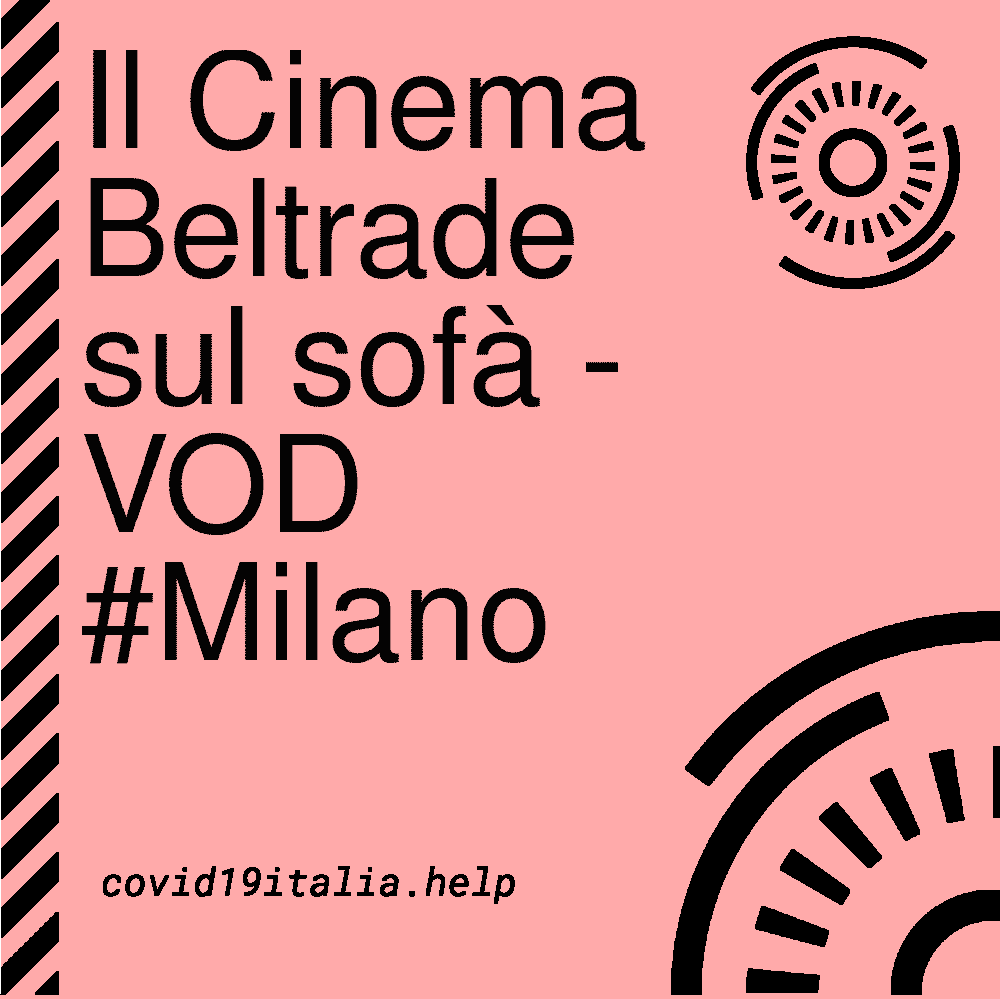 Il Cinema
Beltrade
sul sofà -
VOD
#Milano
covid19italia.help